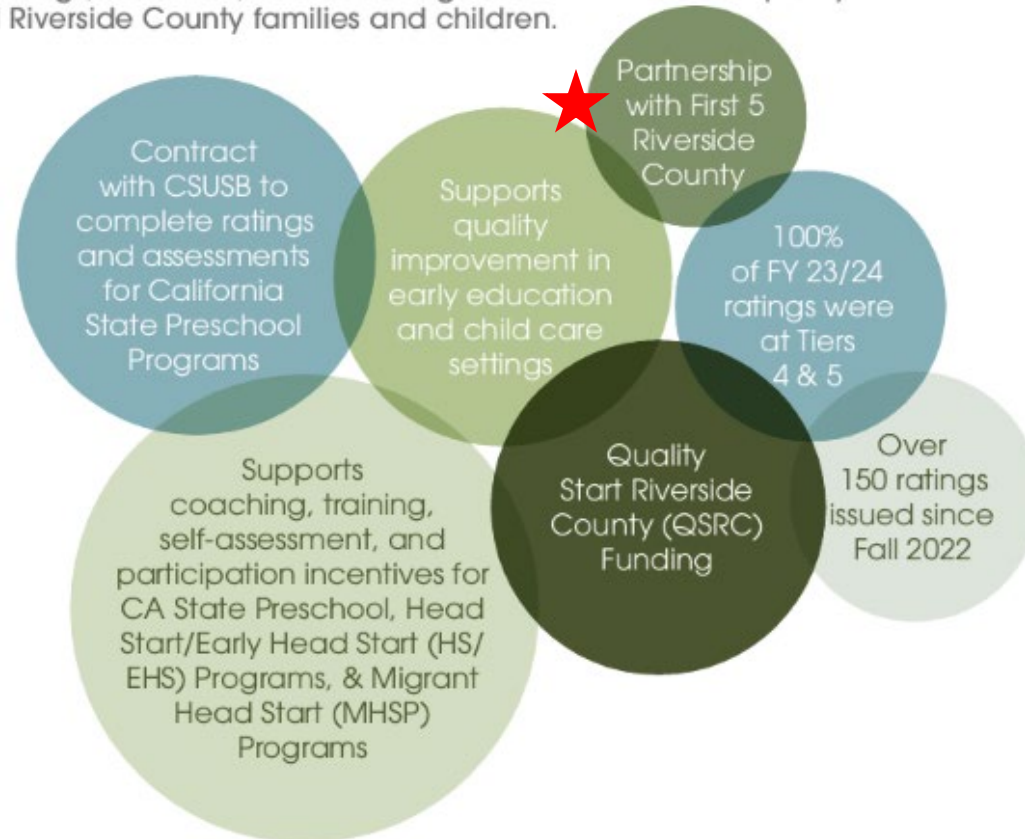 Riverside County families and children.
Partnership
with First 5
Riverside
County
Contract
with CSUSB to
complete ratings
and assessments
for California
State Preschool
Programs
Supports
quality
improvement in
early education
and child care
settings
100%
of FY 23/24
ratings were
at Tiers
4 & 5
Supports
coaching, training,
self-assessment, and
participation incentives for
CA State Preschool, Head
Start/Early Head Start (HS/
EHS) Programs, & Migrant
Head Start (MHSP)
Programs
Quality
Start Riverside
County (QSRC)
Funding
Over
150 ratings
issued since
Fall 2022